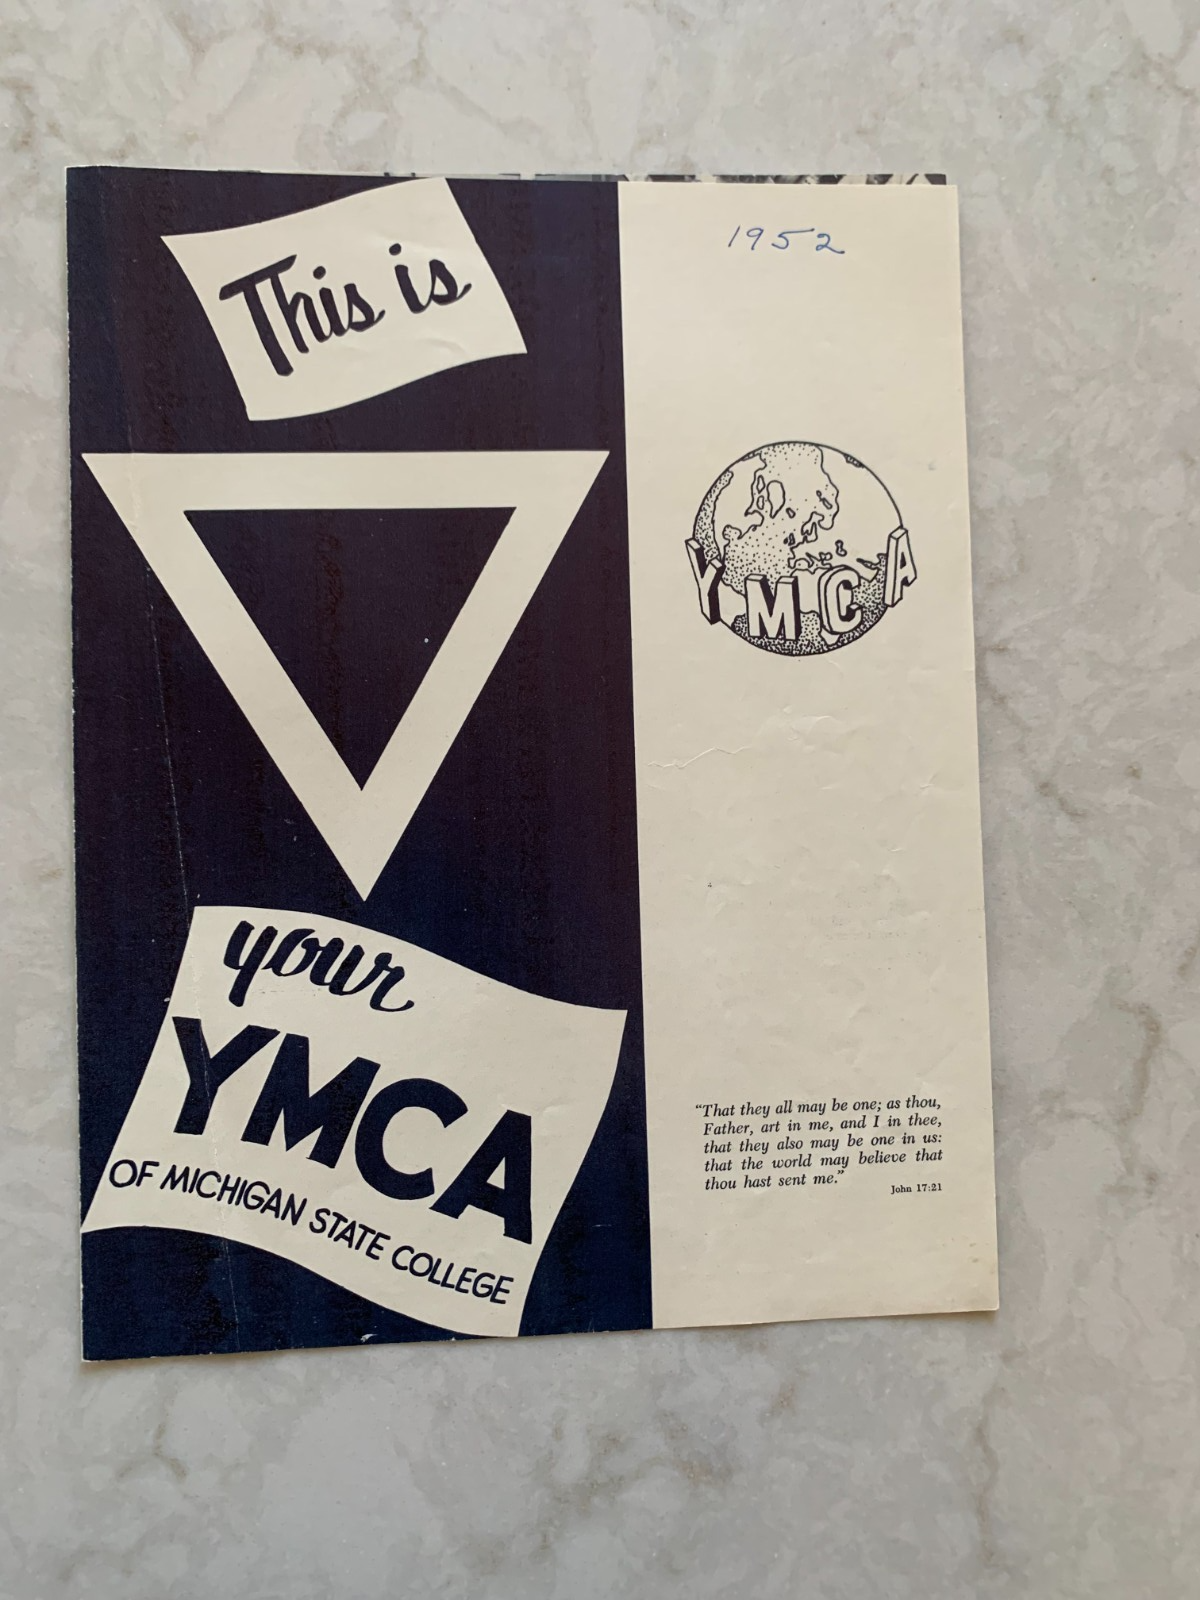 This is
your
YMCA
OF MICHIGAN STATE COLLEGE
1952
YMCA
"That they all may be one; as thou,
Father, art in me, and I in thee,
that they also may be one in us:
that the world may believe that
thou hast sent me."
John 17:21